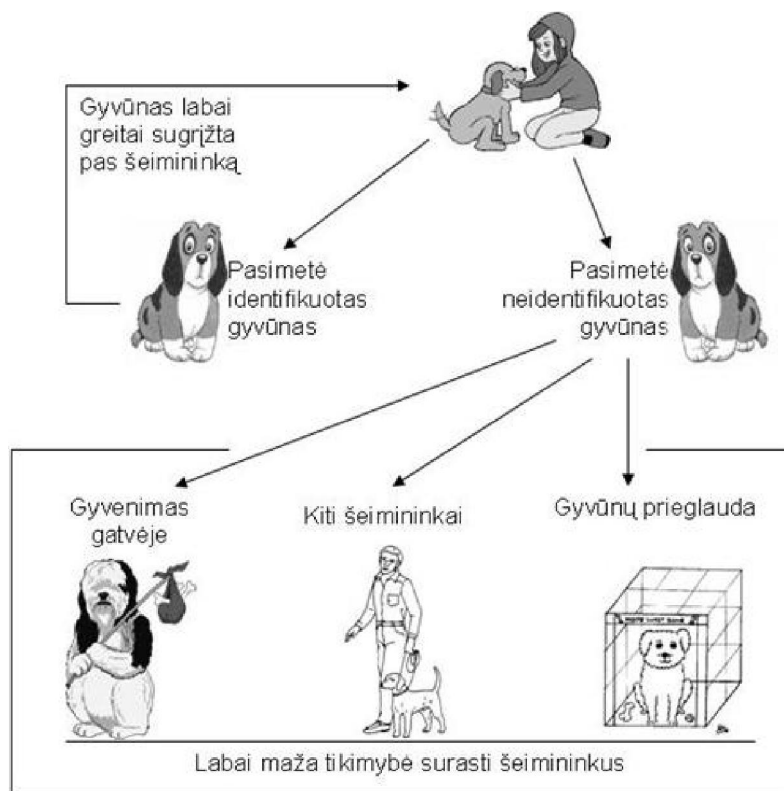 Gyvūnas labai
greitai sugrįžta
pas šeimininką
Pasimetė
identifikuotas
gyvūnas
Pasimetė
neidentifikuotas
gyvūnas
Gyvenimas
gatvėje
Kiti šeimininkai
Gyvūnų prieglauda
Labai maža tikimybė surasti šeimininkus